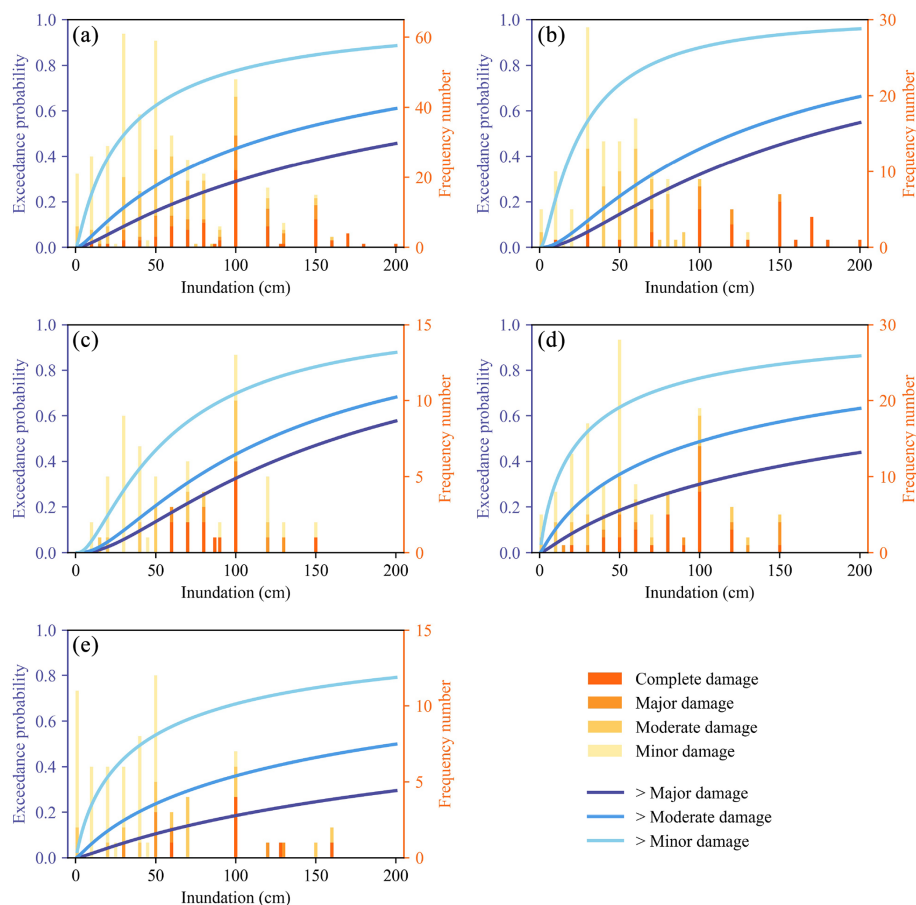 (a)
1.0
0.8
0.6
0.4
0.2
0.0
Exceedance probability
60
40
20
0
Frequency number
0 50 100 150 200
Inundation (cm)
(b)
1.0
0.8
0.6
0.4
0.2
0.0
Exceedance probability
30
20
10
0
Frequency number
0 50 100 150 200
Inundation (cm)
(c)
1.0
0.8
0.6
0.4
0.2
0.0
Exceedance probability
15
10
5
0
Frequency number
0 50 100 150 200
Inundation (cm)
(d)
1.0
0.8
0.6
0.4
0.2
0.0
Exceedance probability
30
20
10
0
Frequency number
0 50 100 150 200
Inundation (cm)
(e)
1.0
0.8
0.6
0.4
0.2
0.0
Exceedance probability
15
10
5
0
Frequency number
0 50 100 150 200
Inundation (cm)
Complete damage
Major damage
Moderate damage
Minor damage
> Major damage
> Moderate damage
> Minor damage